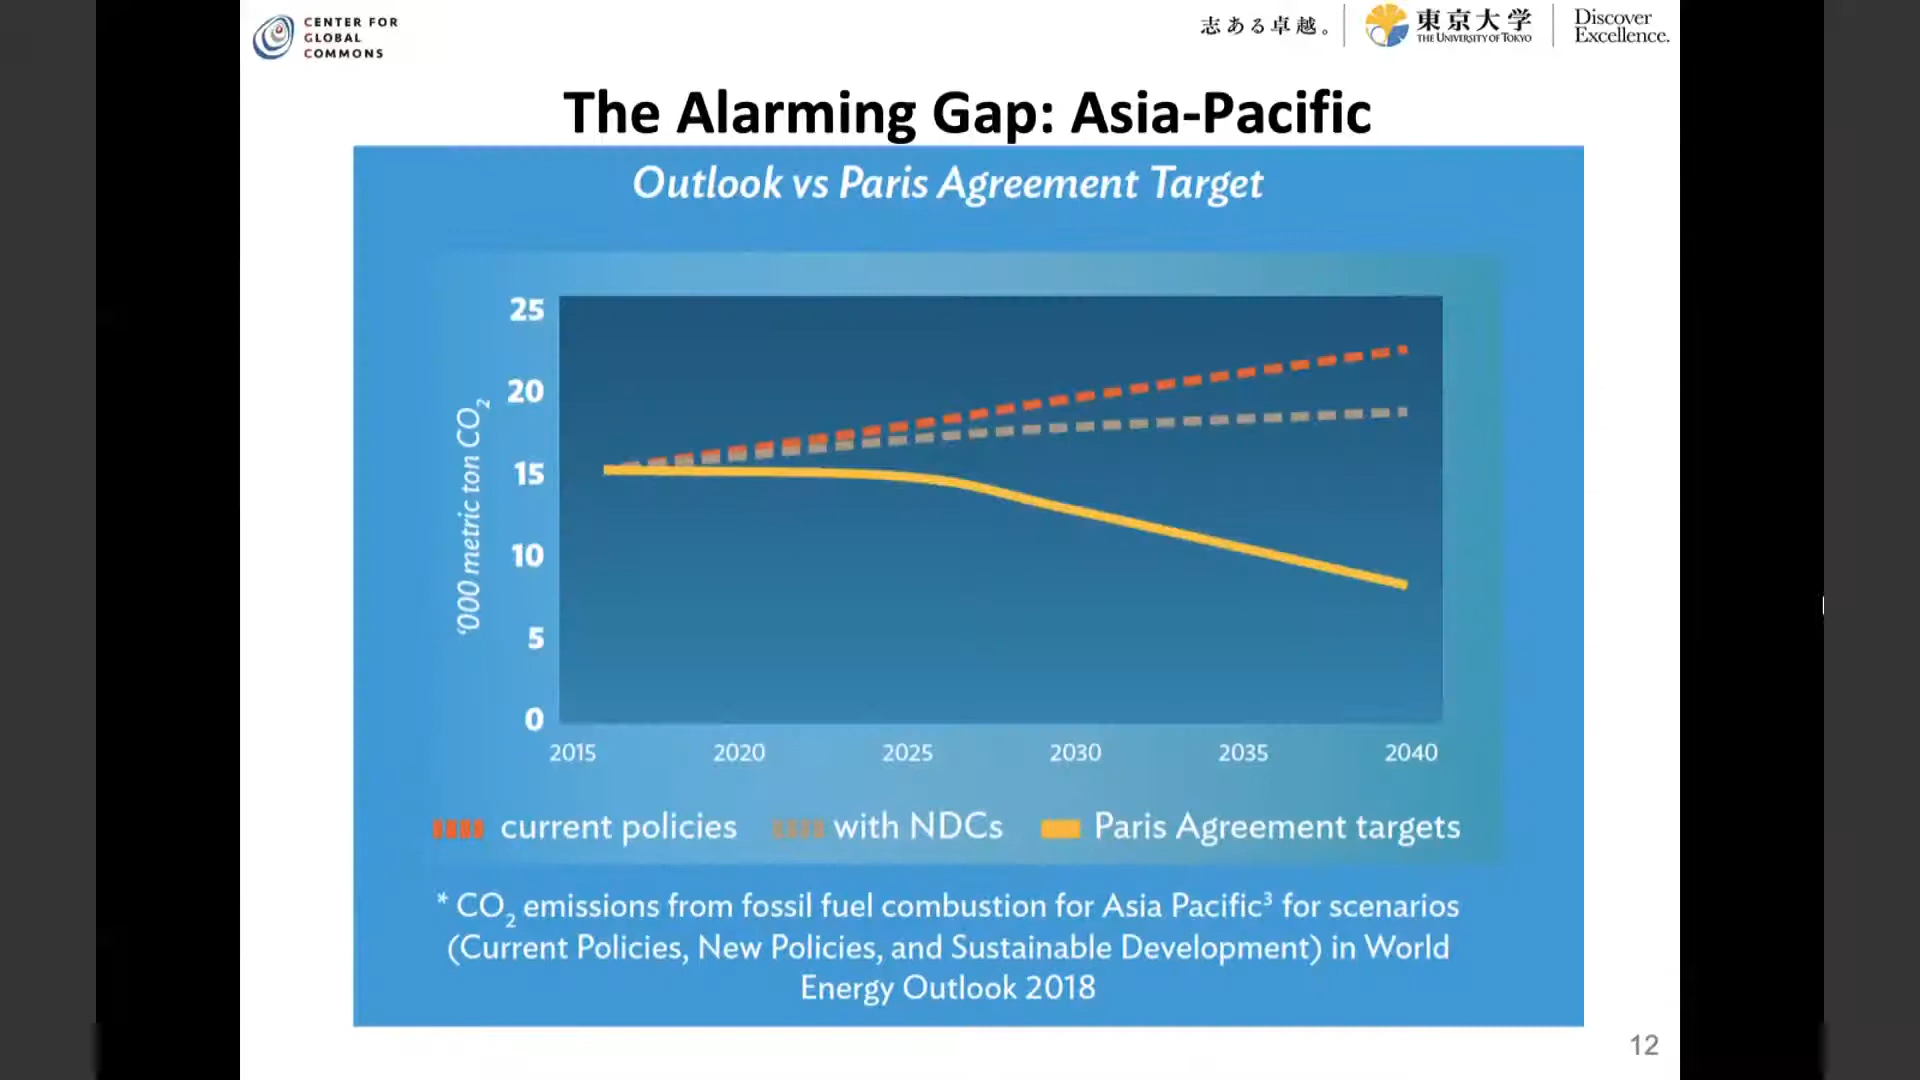 CENTER FOR
GLOBAL
COMMONS
志ある卓越。
東京大学
THE UNIVERSITY OF TOKYO
Discover
Excellence.
The Alarming Gap: Asia-Pacific
Outlook vs Paris Agreement Target
'000 metric ton CO₂
25
20
15
10
5
0
2015 2020 2025 2030 2035 2040
current policies with NDCs Paris Agreement targets
* CO₂ emissions from fossil fuel combustion for Asia Pacific³ for scenarios
(Current Policies, New Policies, and Sustainable Development) in World
Energy Outlook 2018
12